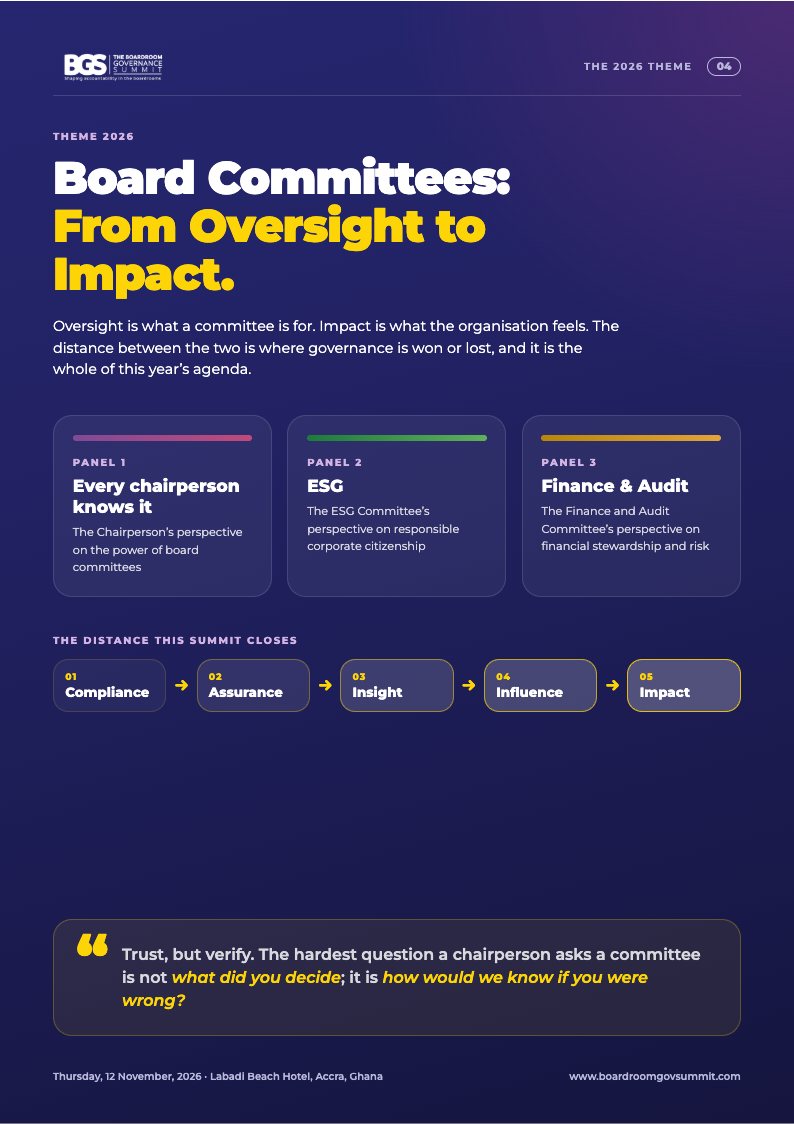 BGS
THE BOARDROOM
GOVERNANCE
SUMMIT
Shaping accountability in the boardrooms
THE 2026 THEME 04
THEME 2026
Board Committees:
From Oversight to
Impact.
Oversight is what a committee is for. Impact is what the organisation feels. The
distance between the two is where governance is won or lost, and it is the
whole of this year’s agenda.
PANEL 1
Every chairperson
knows it
The Chairperson’s perspective
on the power of board
committees
PANEL 2
ESG
The ESG Committee’s
perspective on responsible
corporate citizenship
PANEL 3
Finance & Audit
The Finance and Audit
Committee’s perspective on
financial stewardship and risk
THE DISTANCE THIS SUMMIT CLOSES
01
Compliance
→
02
Assurance
→
03
Insight
→
04
Influence
→
05
Impact
“
Trust, but verify. The hardest question a chairperson asks a committee
is not what did you decide; it is how would we know if you were
wrong?
Thursday, 12 November, 2026 · Labadi Beach Hotel, Accra, Ghana
www.boardroomgovsummit.com